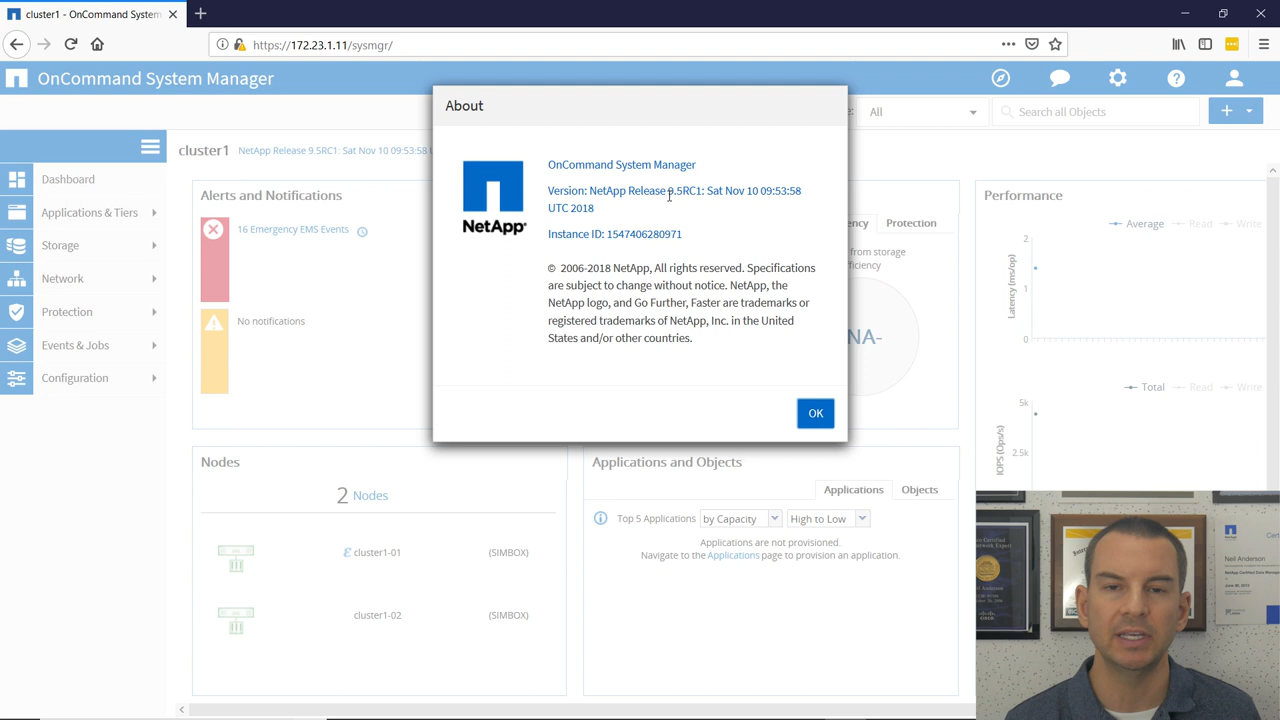 cluster1 - OnCommand System
https://172.23.1.11/sysmgr/
OnCommand System Manager
All
Search all Objects
cluster1
NetApp Release 9.5RC1: Sat Nov 10 09:53:58
Dashboard
Applications & Tiers
Storage
Network
Protection
Events & Jobs
Configuration
Alerts and Notifications
16 Emergency EMS Events
No notifications
About
NetApp
OnCommand System Manager
Version: NetApp Release 9.5RC1: Sat Nov 10 09:53:58
UTC 2018
Instance ID: 1547406280971
© 2006-2018 NetApp, All rights reserved. Specifications
are subject to change without notice. NetApp, the
NetApp logo, and Go Further, Faster are trademarks or
registered trademarks of NetApp, Inc. in the United
States and/or other countries.
OK
Protection
from storage
-NA-
Performance
Average Read Write
Latency (ms/op)
2
1
0
Total Read Write
IOPS (Ops/s)
5k
2.5k
Nodes
2 Nodes
cluster1-01 (SIMBOX)
cluster1-02 (SIMBOX)
Applications and Objects
Applications Objects
Top 5 Applications by Capacity High to Low
Applications are not provisioned.
Navigate to the Applications page to provision an application.
Neil Anderson